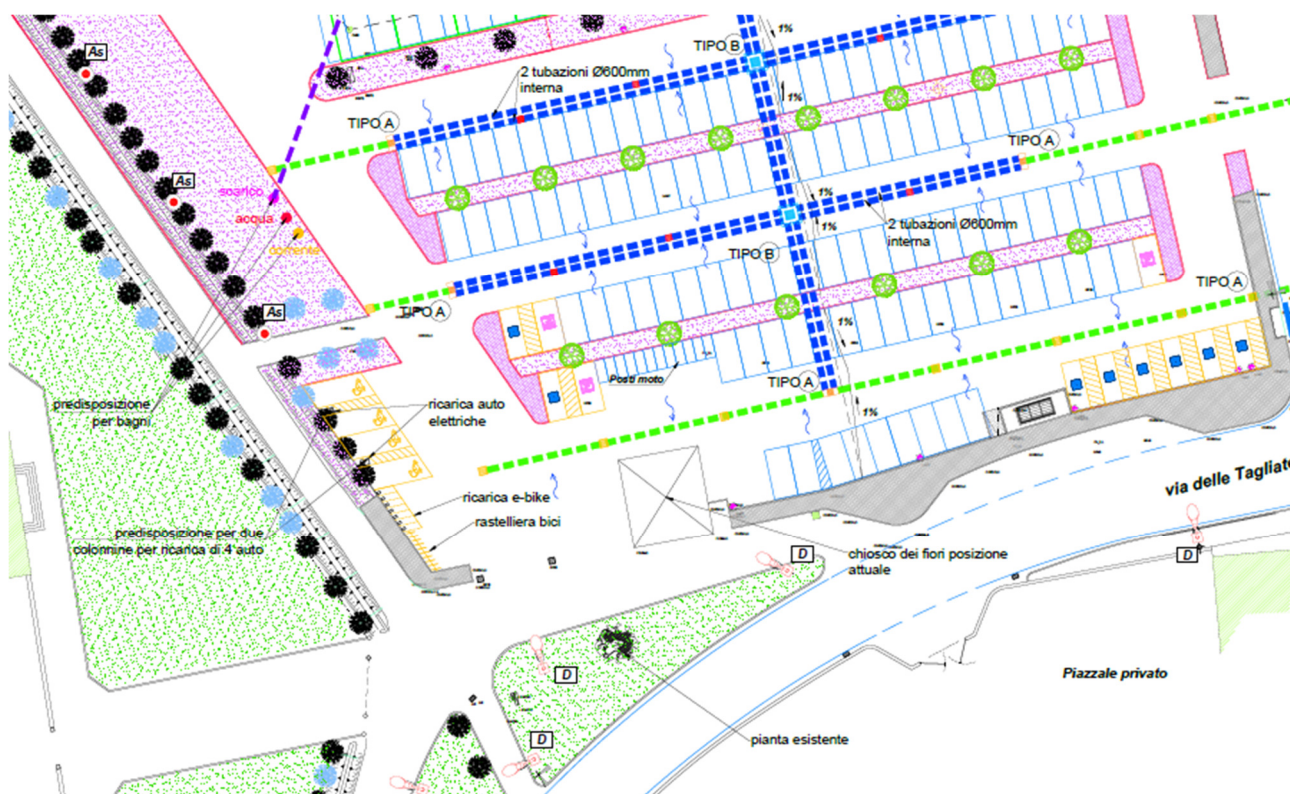 As
TIPO B
1%
2 tubazioni Ø600mm
interna
1%
TIPO A
TIPO A
As
scarico
acqua
corrente
1%
1%
2 tubazioni Ø600mm
interna
TIPO B
TIPO A
TIPO A
As
1%
Posti moto
TIPO A
predisposizione
per bagni
ricarica auto
elettriche
1%
ricarica e-bike
rastelliera bici
predisposizione per due
colonnine per ricarica di 4 auto
via delle Tagliate
chiosco dei fiori posizione
attuale
D
D
D
D
Piazzale privato
pianta esistente